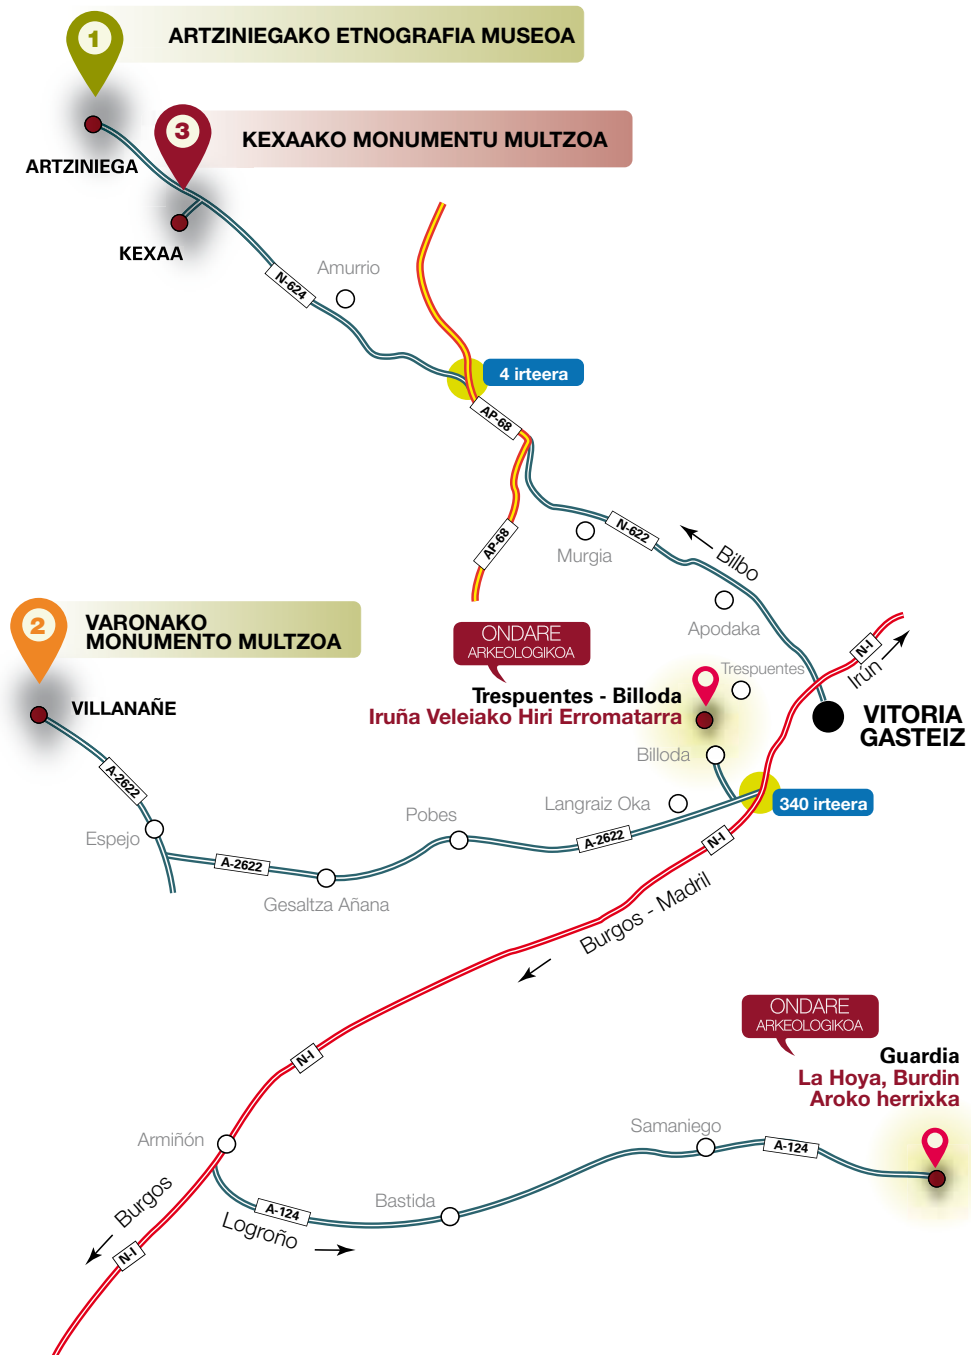 1
ARTZINIEGAKO ETNOGRAFIA MUSEOA
3
KEXAAKO MONUMENTU MULTZOA
ARTZINIEGA
KEXAA
Amurrio
N-624
4 irteera
AP-68
AP-68
N-622
Murgia
Bilbo
Apodaka
2
VARONAKO
MONUMENTO MULTZOA
ONDARE
ARKEOLOGIKOA
Trespuentes
N-I
Irún
Trespuentes - Billoda
Iruña Veleiako Hiri Erromatarra
VILLANAÑE
VITORIA
GASTEIZ
Billoda
A-2622
Langraiz Oka
340 irteera
Pobes
Espejo
A-2622
A-2622
N-I
Gesaltza Añana
Burgos - Madril
ONDARE
ARKEOLOGIKOA
Guardia
La Hoya, Burdin
Aroko herrixka
N-I
Armiñón
Samaniego
A-124
Burgos
Bastida
A-124
Logroño
N-I